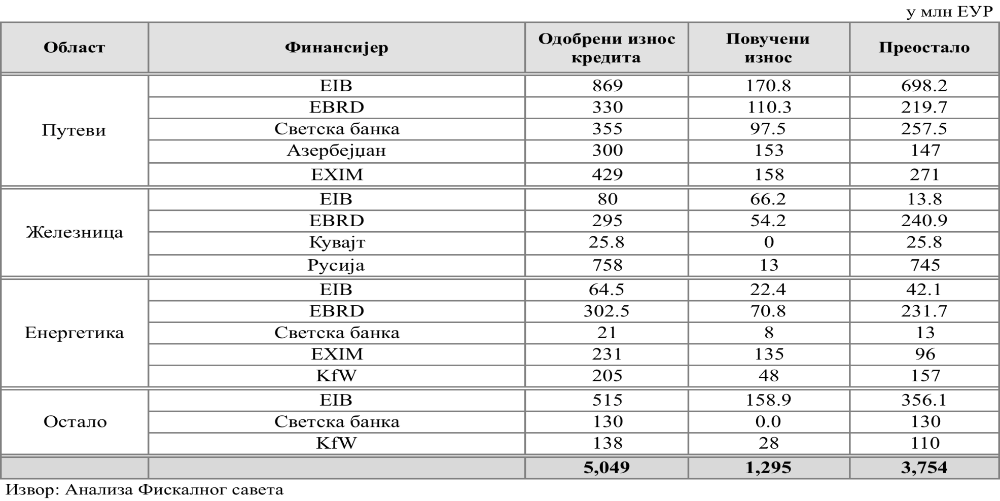 у млн ЕУР
Област Финансијер Одобрени износ кредита Повучени износ Преостало
Путеви
EIB 869 170.8 698.2
EBRD 330 110.3 219.7
Светска банка 355 97.5 257.5
Азербејџан 300 153 147
EXIM 429 158 271
Железница
EIB 80 66.2 13.8
EBRD 295 54.2 240.9
Кувајт 25.8 0 25.8
Русија 758 13 745
Енергетика
EIB 64.5 22.4 42.1
EBRD 302.5 70.8 231.7
Светска банка 21 8 13
EXIM 231 135 96
KfW 205 48 157
Остало
EIB 515 158.9 356.1
Светска банка 130 0.0 130
KfW 138 28 110
5,049 1,295 3,754
Извор: Анализа Фискалног савета